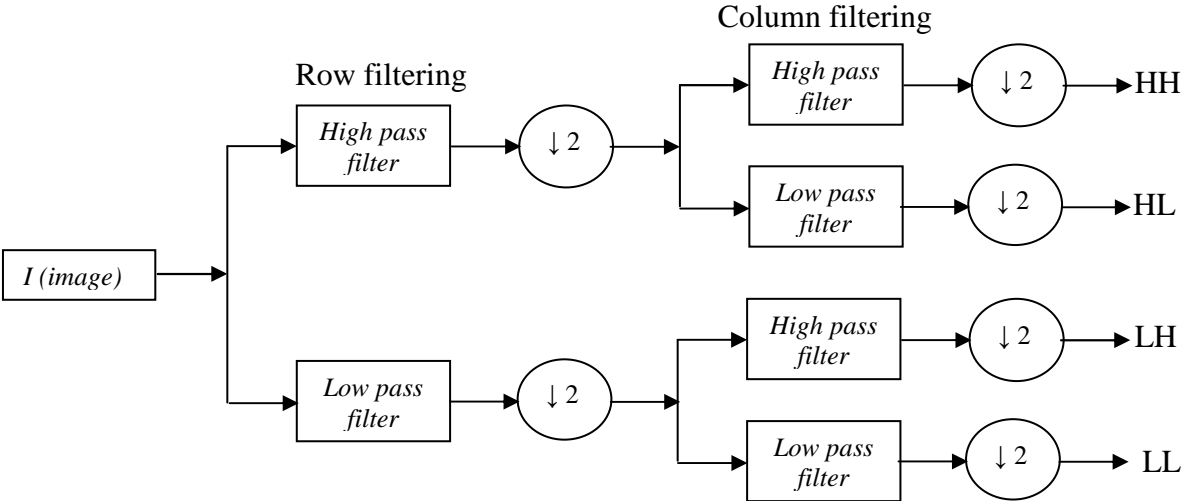 Column filtering
Row filtering
High pass
filter
↓ 2
HH
High pass
filter
↓ 2
Low pass
filter
↓ 2
HL
I (image)
High pass
filter
↓ 2
LH
Low pass
filter
↓ 2
Low pass
filter
↓ 2
LL